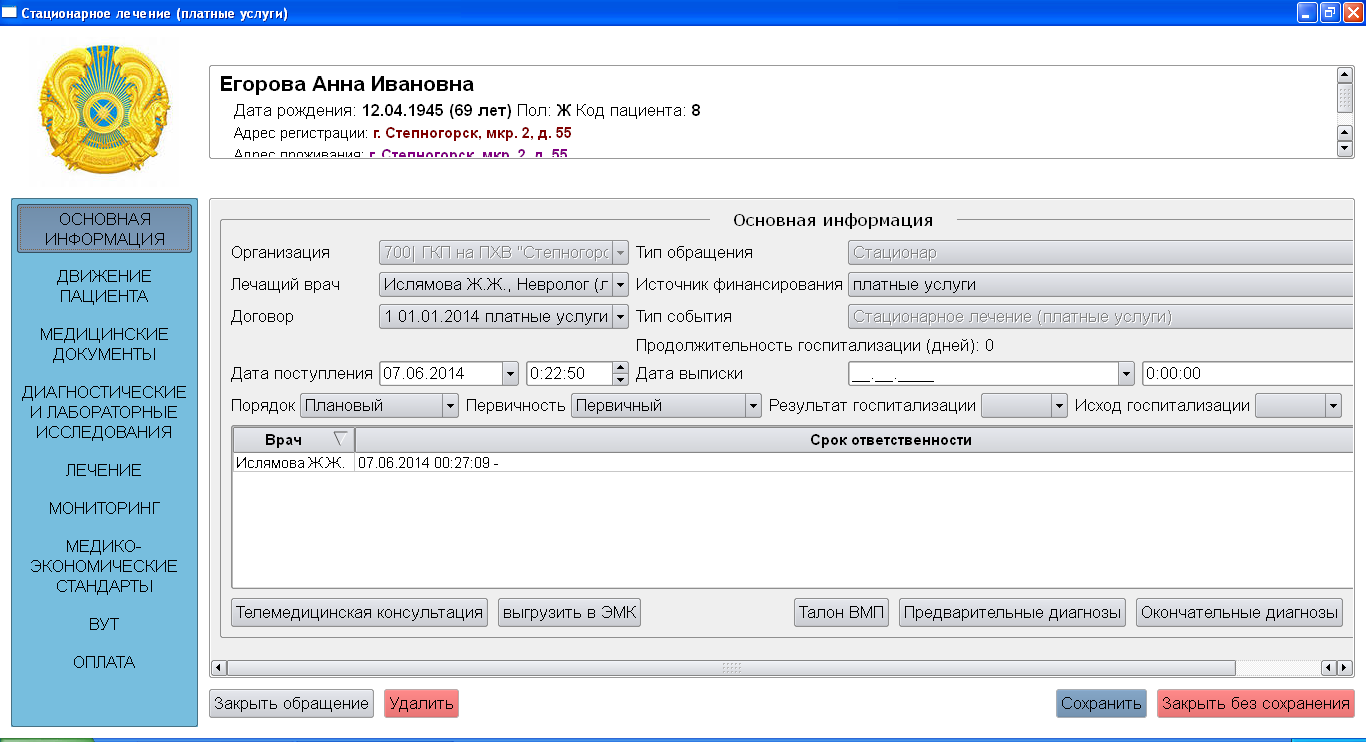 Стационарное лечение (платные услуги)
Егорова Анна Ивановна
Дата рождения: 12.04.1945 (69 лет) Пол: Ж Код пациента: 8
Адрес регистрации: г. Степногорск, мкр. 2, д. 55
Адрес проживания: г. Степногорск, мкр. 2, д. 55
ОСНОВНАЯ
ИНФОРМАЦИЯ
ДВИЖЕНИЕ
ПАЦИЕНТА
МЕДИЦИНСКИЕ
ДОКУМЕНТЫ
ДИАГНОСТИЧЕСКИЕ
И ЛАБОРАТОРНЫЕ
ИССЛЕДОВАНИЯ
ЛЕЧЕНИЕ
МОНИТОРИНГ
МЕДИКО-
ЭКОНОМИЧЕСКИЕ
СТАНДАРТЫ
ВУТ
ОПЛАТА
Основная информация
Организация 700| ГКП на ПХВ "Степногорс Тип обращения Стационар
Лечащий врач Ислямова Ж.Ж., Невролог (л Источник финансирования платные услуги
Договор 1 01.01.2014 платные услуги Тип события Стационарное лечение (платные услуги)
Продолжительность госпитализации (дней): 0
Дата поступления 07.06.2014 0:22:50 Дата выписки __.__.____ 0:00:00
Порядок Плановый Первичность Первичный Результат госпитализации Исход госпитализации
Врач Срок ответственности
Ислямова Ж.Ж. 07.06.2014 00:27:09 -
Телемедицинская консультация выгрузить в ЭМК Талон ВМП Предварительные диагнозы Окончательные диагнозы
Закрыть обращение Удалить Сохранить Закрыть без сохранения